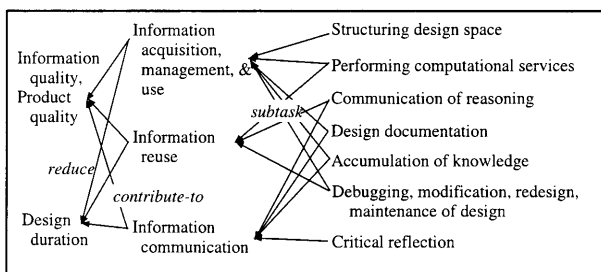 Information
quality,
Product
quality
reduce
Design
duration
Information
acquisition,
management, &
use
Information
reuse
contribute-to
Information
communication
subtask
Structuring design space
Performing computational services
Communication of reasoning
Design documentation
Accumulation of knowledge
Debugging, modification, redesign,
maintenance of design
Critical reflection